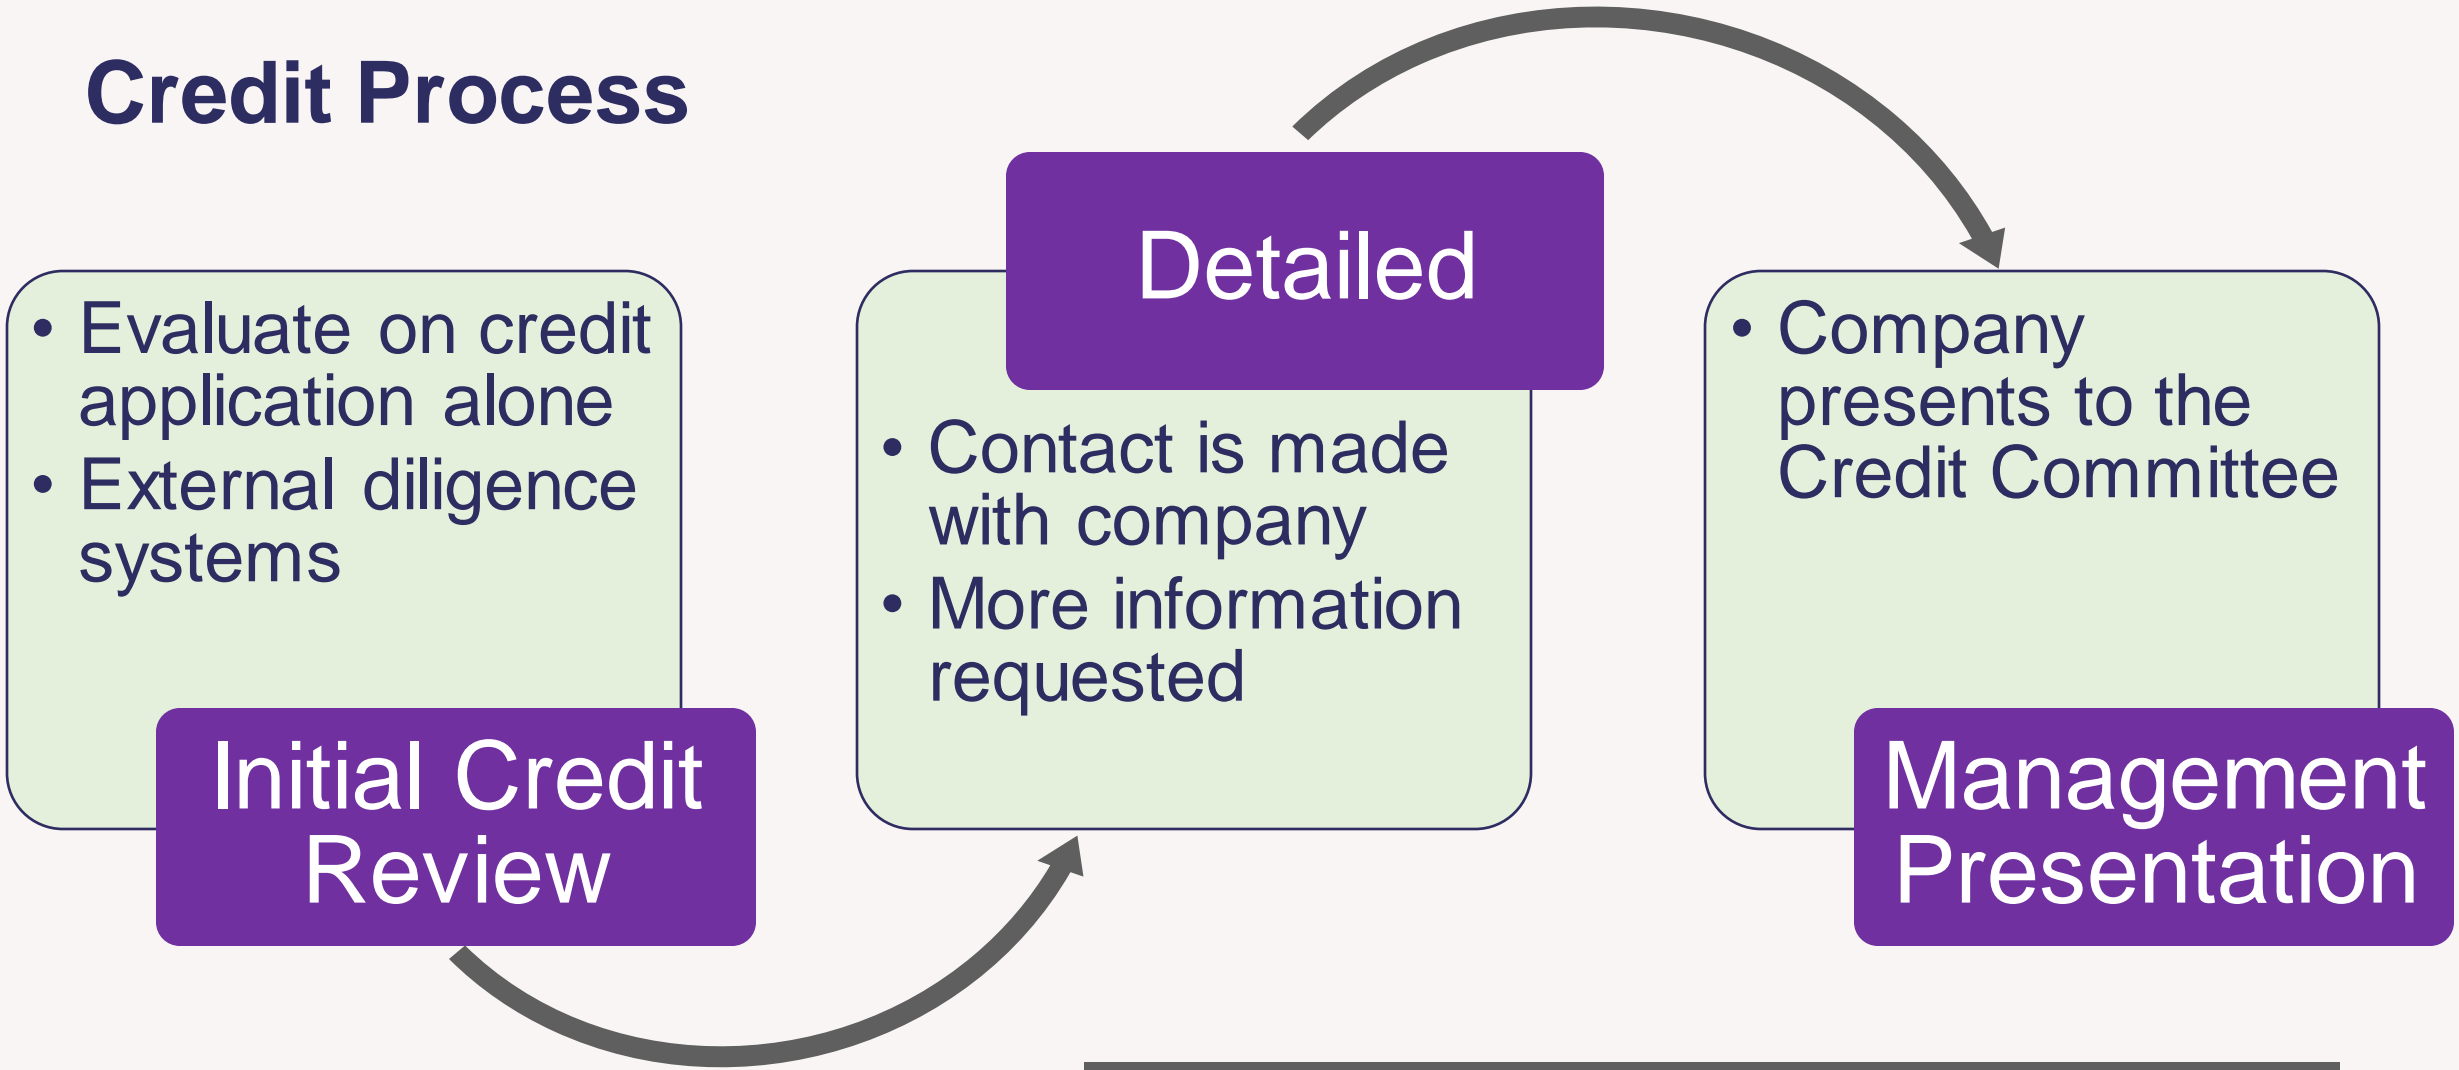 Credit Process
• Evaluate on credit
application alone
• External diligence
systems
Initial Credit
Review
Detailed
• Contact is made
with company
• More information
requested
• Company
presents to the
Credit Committee
Management
Presentation